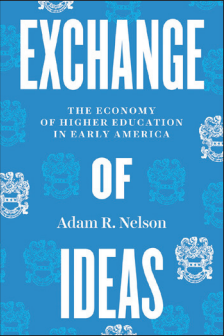 EXCHANGE
THE ECONOMY
OF HIGHER EDUCATION
IN EARLY AMERICA
OF
Adam R. Nelson
IDEAS